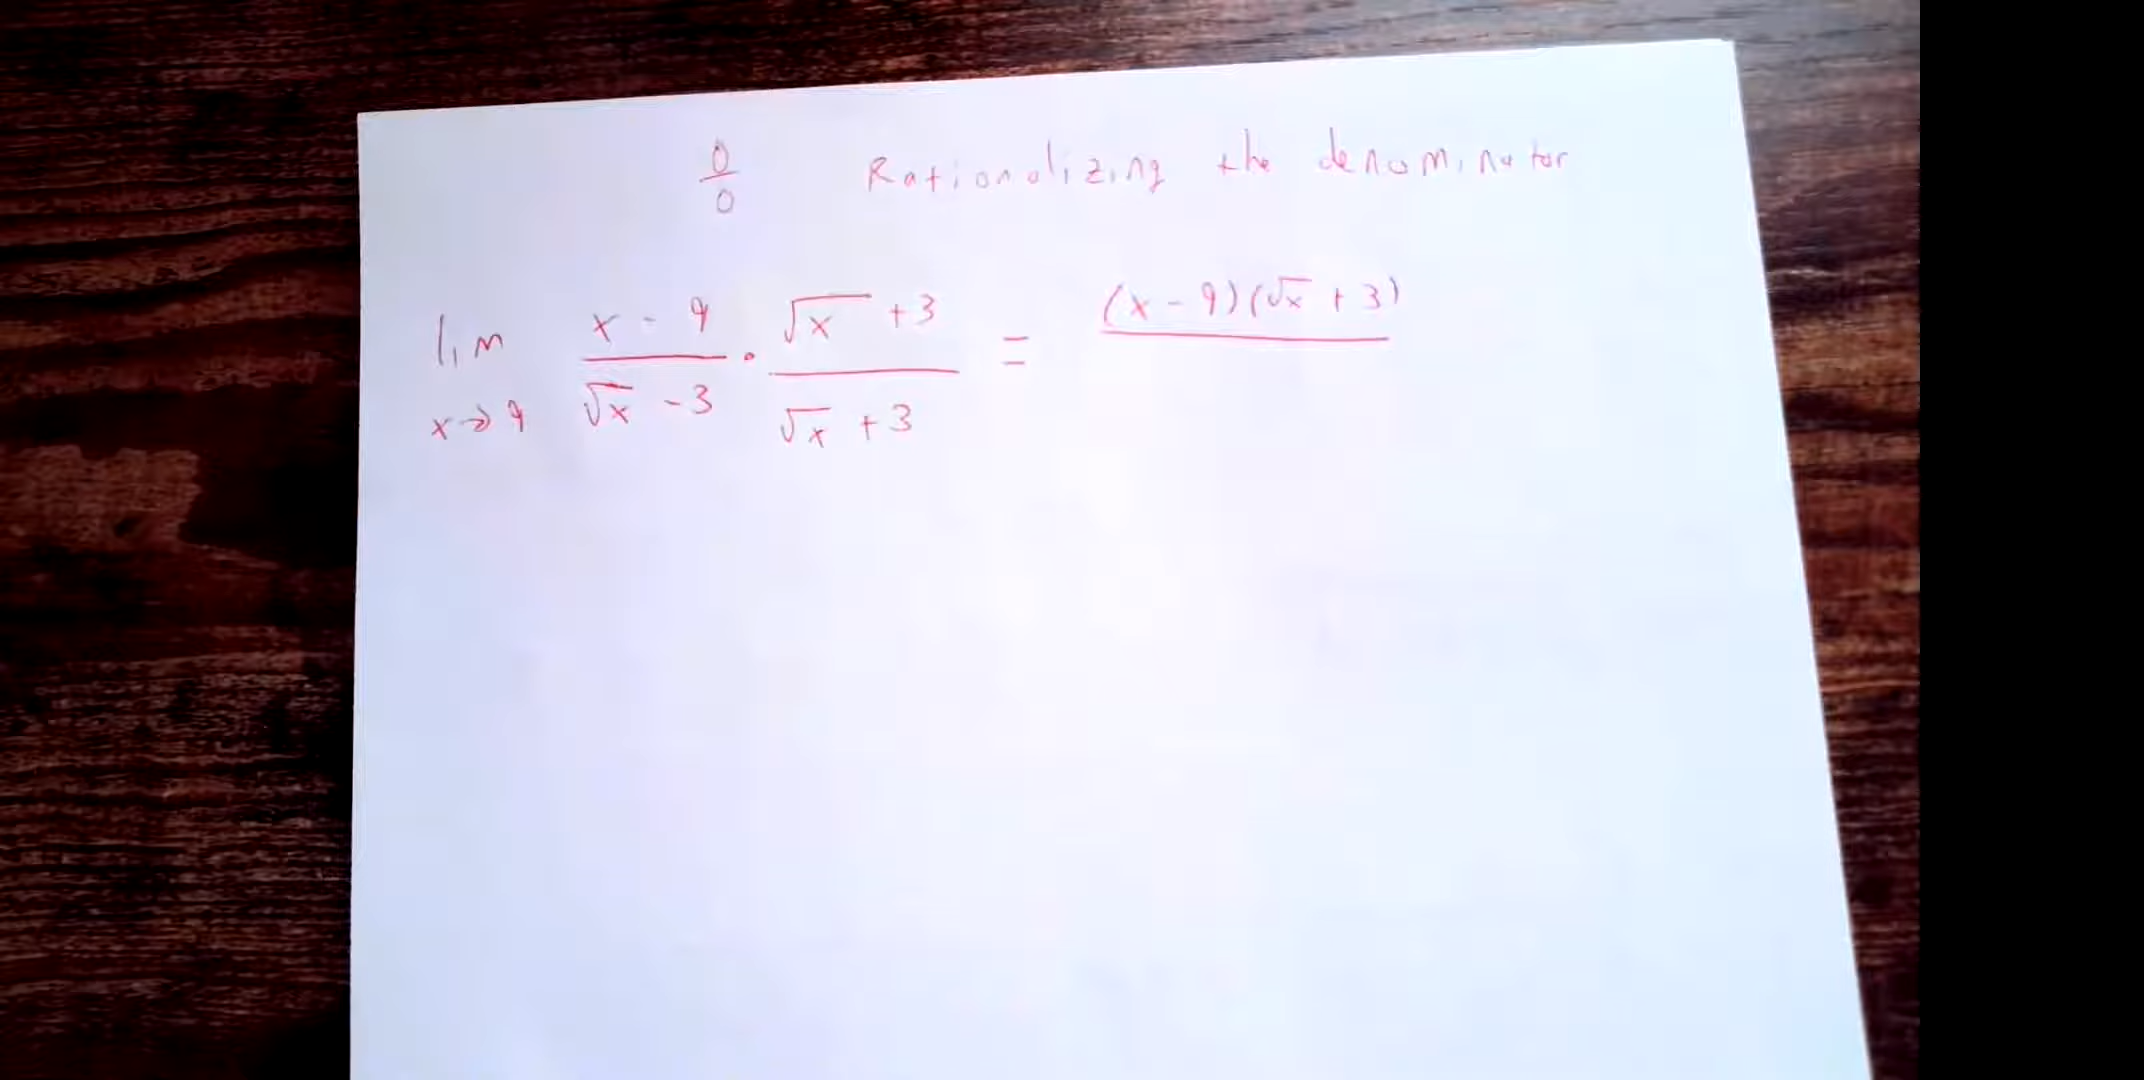 0/0 Rationalizing the denominator
lim x→9 (x - 9)/(√x - 3) · (√x + 3)/(√x + 3) = (x - 9)(√x + 3)